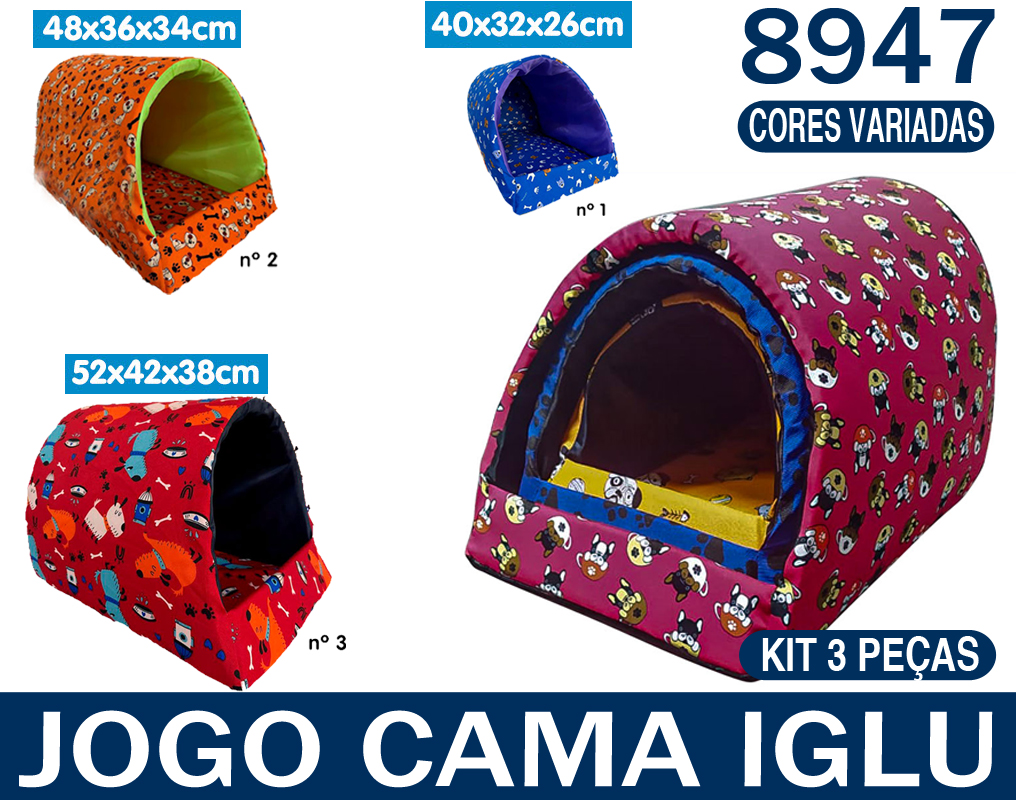 48x36x34cm
40x32x26cm
8947
CORES VARIADAS
nº 1
nº 2
52x42x38cm
nº 3
KIT 3 PEÇAS
JOGO CAMA IGLU